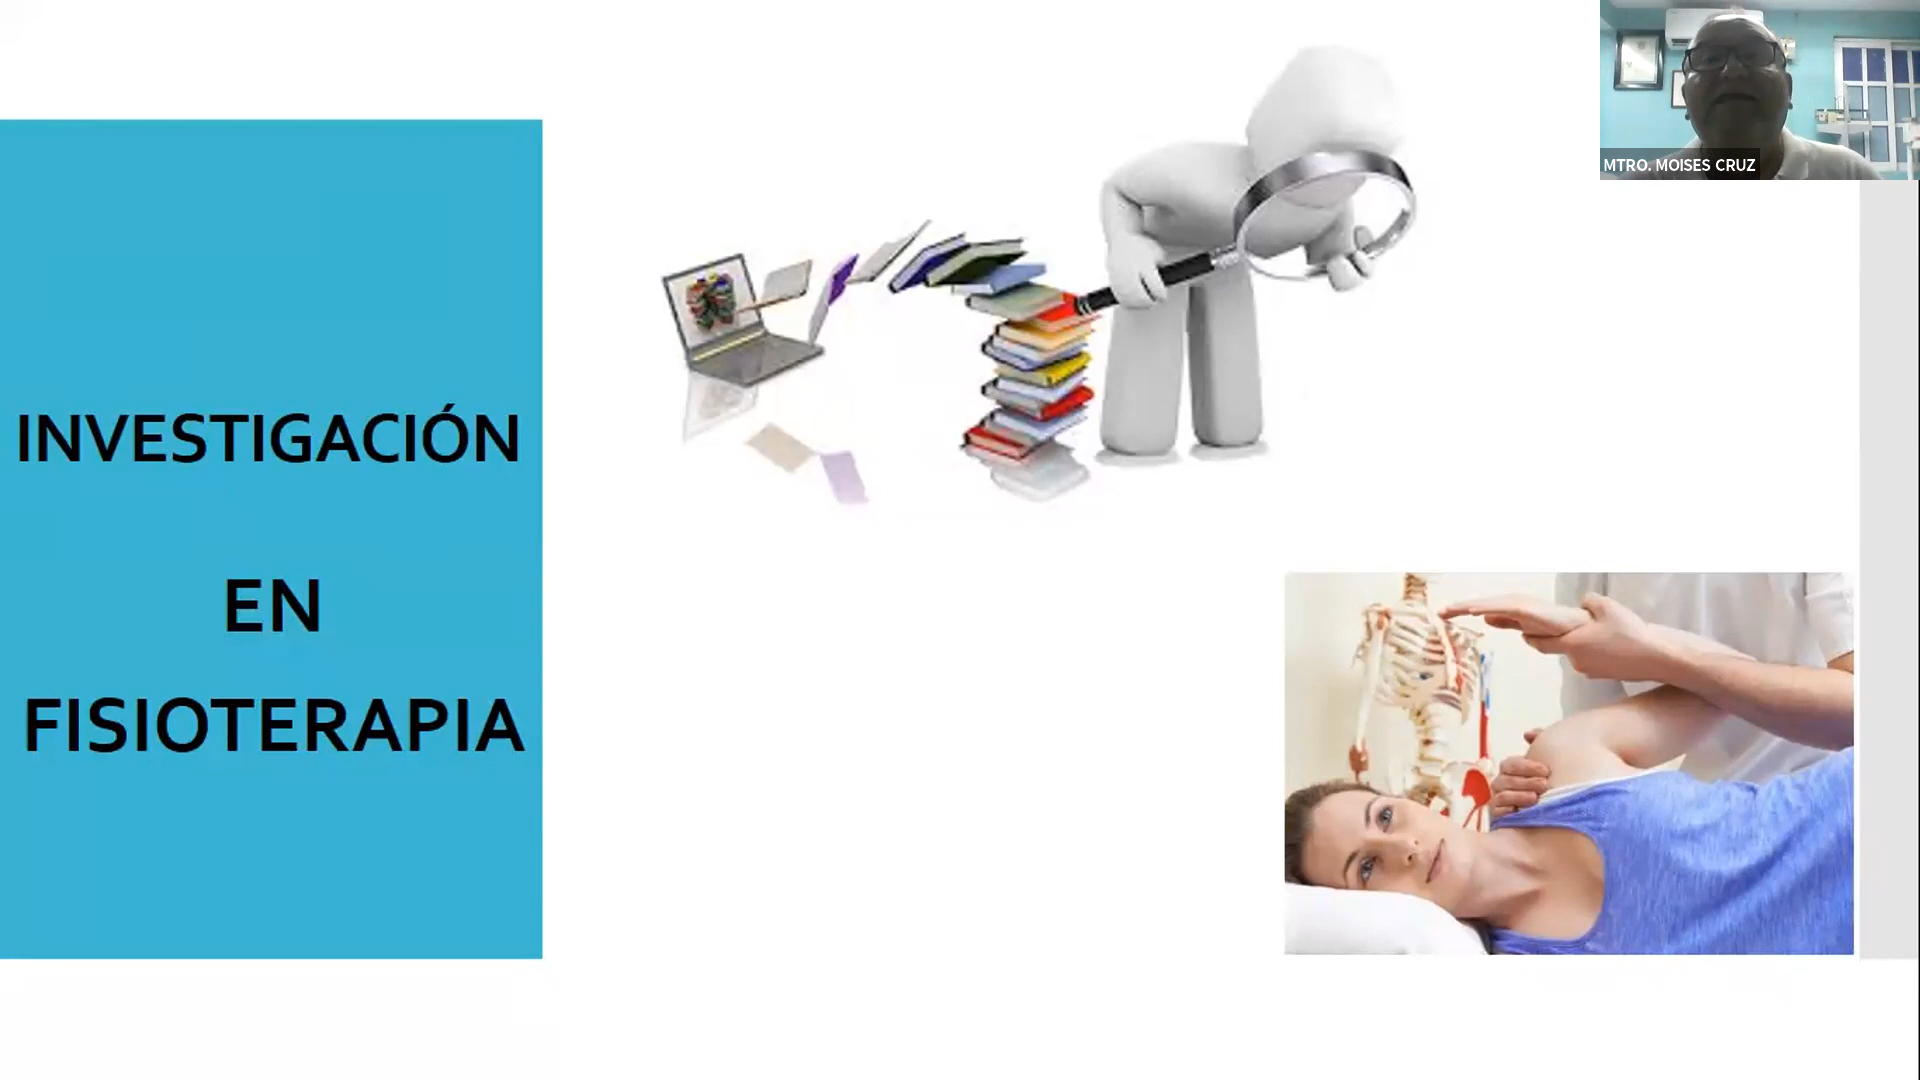 INVESTIGACIÓN
EN
FISIOTERAPIA
MTRO. MOISES CRUZ